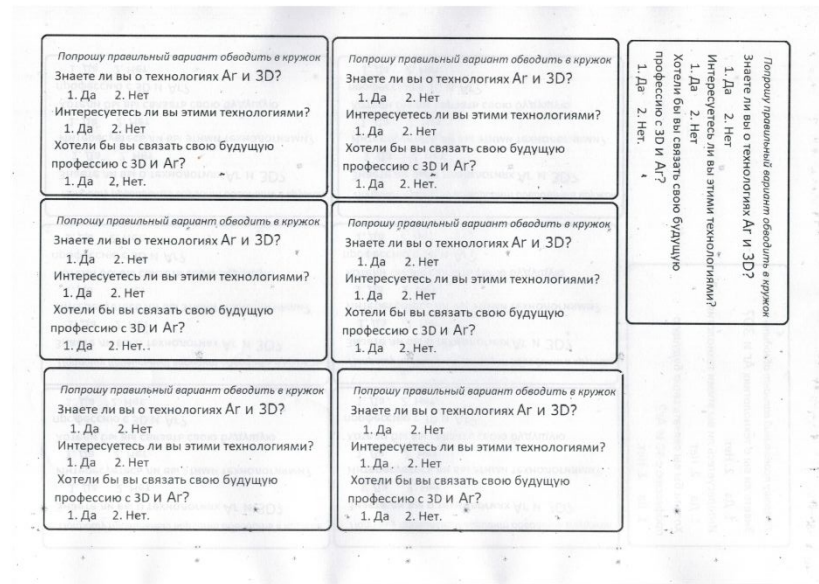 Попрошу правильный вариант обводить в кружок
Знаете ли вы о технологиях Ar и 3D?
1. Да 2. Нет
Интересуетесь ли вы этими технологиями?
1. Да 2. Нет
Хотели бы вы связать свою будущую
профессию с 3D и Ar?
1. Да 2, Нет.
Попрошу правильный вариант обводить в кружок
Знаете ли вы о технологиях Ar и 3D?
1. Да 2. Нет
Интересуетесь ли вы этими технологиями?
1. Да 2. Нет
Хотели бы вы связать свою будущую
профессию с 3D и Ar?
1. Да 2. Нет.
Попрошу правильный вариант обводить в кружок
Знаете ли вы о технологиях Ar и 3D?
1. Да 2. Нет
Интересуетесь ли вы этими технологиями?
1. Да 2. Нет
Хотели бы вы связать свою будущую
профессию с 3D и Ar?
1. Да 2. Нет.
Попрошу правильный вариант обводить в кружок
Знаете ли вы о технологиях Ar и 3D?
1. Да 2. Нет
Интересуетесь ли вы этими технологиями?
1. Да 2. Нет
Хотели бы вы связать свою будущую
профессию с 3D и Ar?
1. Да 2. Нет.
Попрошу правильный вариант обводить в кружок
Знаете ли вы о технологиях Ar и 3D?
1. Да 2. Нет
Интересуетесь ли вы этими технологиями?
1. Да 2. Нет
Хотели бы вы связать свою будущую
профессию с 3D и Ar?
1. Да 2. Нет.
Попрошу правильный вариант обводить в кружок
Знаете ли вы о технологиях Ar и 3D?
1. Да 2. Нет
Интересуетесь ли вы этими технологиями?
1. Да 2. Нет
Хотели бы вы связать свою будущую
профессию с 3D и Ar?
1. Да 2. Нет.
Попрошу правильный вариант обводить в кружок
Знаете ли вы о технологиях Ar и 3D?
1. Да 2. Нет
Интересуетесь ли вы этими технологиями?
1. Да 2. Нет
Хотели бы вы связать свою будущую
профессию с 3D и Ar?
1. Да 2. Нет.